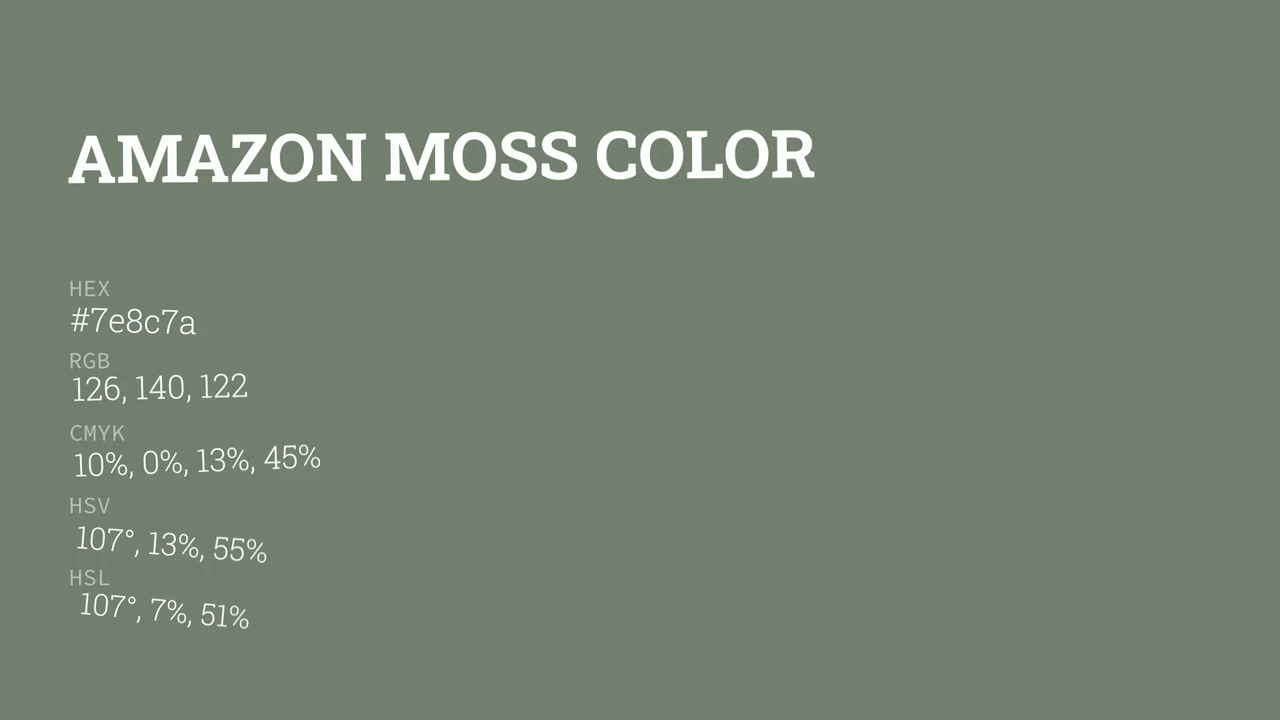 AMAZON MOSS COLOR
HEX
#7e8c7a
RGB
126, 140, 122
CMYK
10%, 0%, 13%, 45%
HSV
107°, 13%, 55%
HSL
107°, 7%, 51%